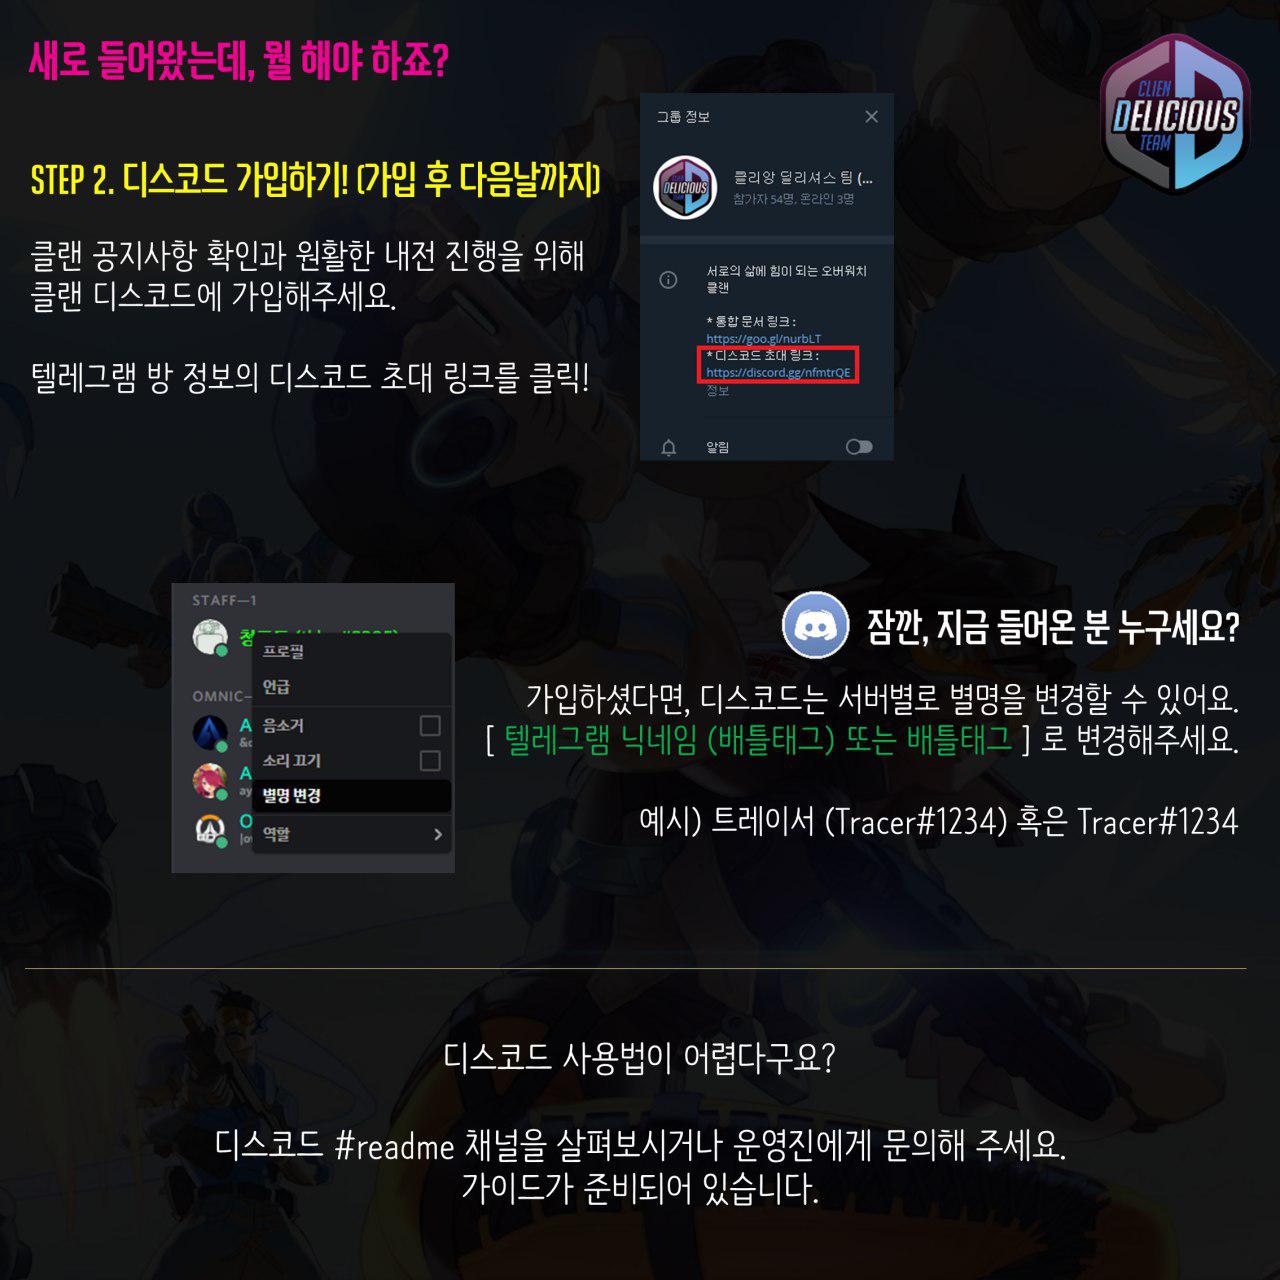 새로 들어왔는데, 뭘 해야 하죠?
CLIEN
DELICIOUS
TEAM
STEP 2. 디스코드 가입하기! (가입 후 다음날까지)
클랜 공지사항 확인과 원활한 내전 진행을 위해
클랜 디스코드에 가입해주세요.
텔레그램 방 정보의 디스코드 초대 링크를 클릭!
그룹 정보
DELICIOUS
클리앙 딜리셔스 팀 (...
참가자 54명, 온라인 3명
서로의 삶에 힘이 되는 오버워치
클랜
* 통합 문서 링크 :
https://goo.gl/nurbLT
* 디스코드 초대 링크 :
https://discord.gg/nfmtrQE
정보
알림
STAFF—1
프로필
언급
OMNIC—
A
음소거
소리 끄기
A
ay
별명 변경
O
역할
잠깐, 지금 들어온 분 누구세요?
가입하셨다면, 디스코드는 서버별로 별명을 변경할 수 있어요.
[ 텔레그램 닉네임 (배틀태그) 또는 배틀태그 ] 로 변경해주세요.
예시) 트레이서 (Tracer#1234) 혹은 Tracer#1234
디스코드 사용법이 어렵다구요?
디스코드 #readme 채널을 살펴보시거나 운영진에게 문의해 주세요.
가이드가 준비되어 있습니다.